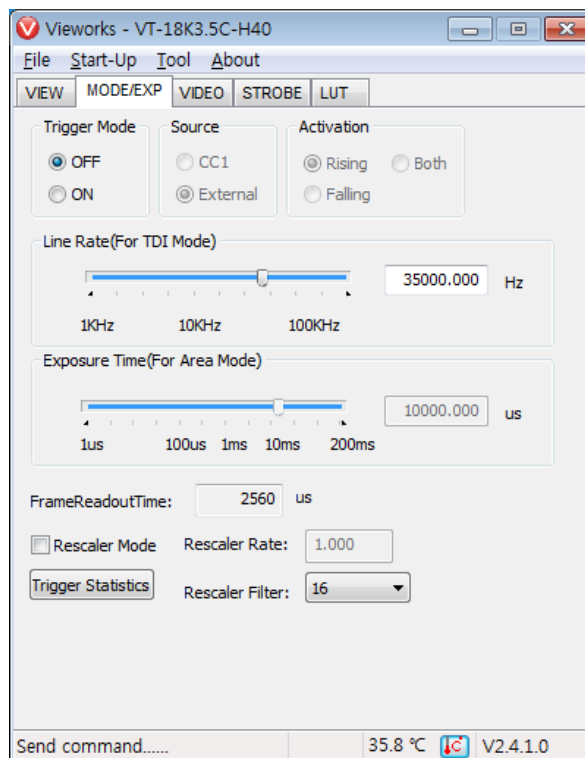 Vieworks - VT-18K3.5C-H40
File Start-Up Tool About
VIEW MODE/EXP VIDEO STROBE LUT
Trigger Mode Source Activation
OFF CC1 Rising Both
ON External Falling
Line Rate(For TDI Mode)
35000.000 Hz
1KHz 10KHz 100KHz
Exposure Time(For Area Mode)
10000.000 us
1us 100us 1ms 10ms 200ms
FrameReadoutTime: 2560 us
Rescaler Mode Rescaler Rate: 1.000
Trigger Statistics Rescaler Filter: 16
Send command...... 35.8 ℃ C V2.4.1.0